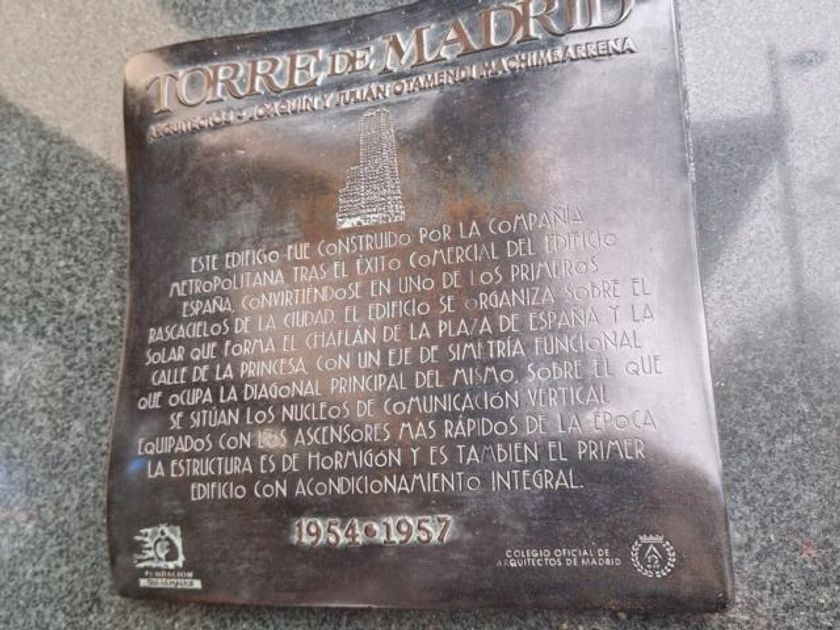 TORRE DE MADRID
ARQUITECTOS - JOAQUÍN Y JULIÁN OTAMENDI MACHIMBARRENA
ESTE EDIFICIO FUE CONSTRUIDO POR LA COMPAÑÍA
METROPOLITANA TRAS EL ÉXITO COMERCIAL DEL EDIFICIO
ESPAÑA, CONVIRTIÉNDOSE EN UNO DE LOS PRIMEROS
RASCACIELOS DE LA CIUDAD. EL EDIFICIO SE ORGANIZA SOBRE EL
SOLAR QUE FORMA EL CHAFLÁN DE LA PLAZA DE ESPAÑA Y LA
CALLE DE LA PRINCESA, CON UN EJE DE SIMETRÍA FUNCIONAL
QUE OCUPA LA DIAGONAL PRINCIPAL DEL MISMO, SOBRE EL QUE
SE SITÚAN LOS NUCLEOS DE COMUNICACIÓN VERTICAL
EQUIPADOS CON LOS ASCENSORES MAS RÁPIDOS DE LA ÉPOCA
LA ESTRUCTURA ES DE HORMIGÓN Y ES TAMBIEN EL PRIMER
EDIFICIO CON ACONDICIONAMIENTO INTEGRAL.
1954 • 1957
FUNDACION
COLEGIO OFICIAL DE
ARQUITECTOS DE MADRID